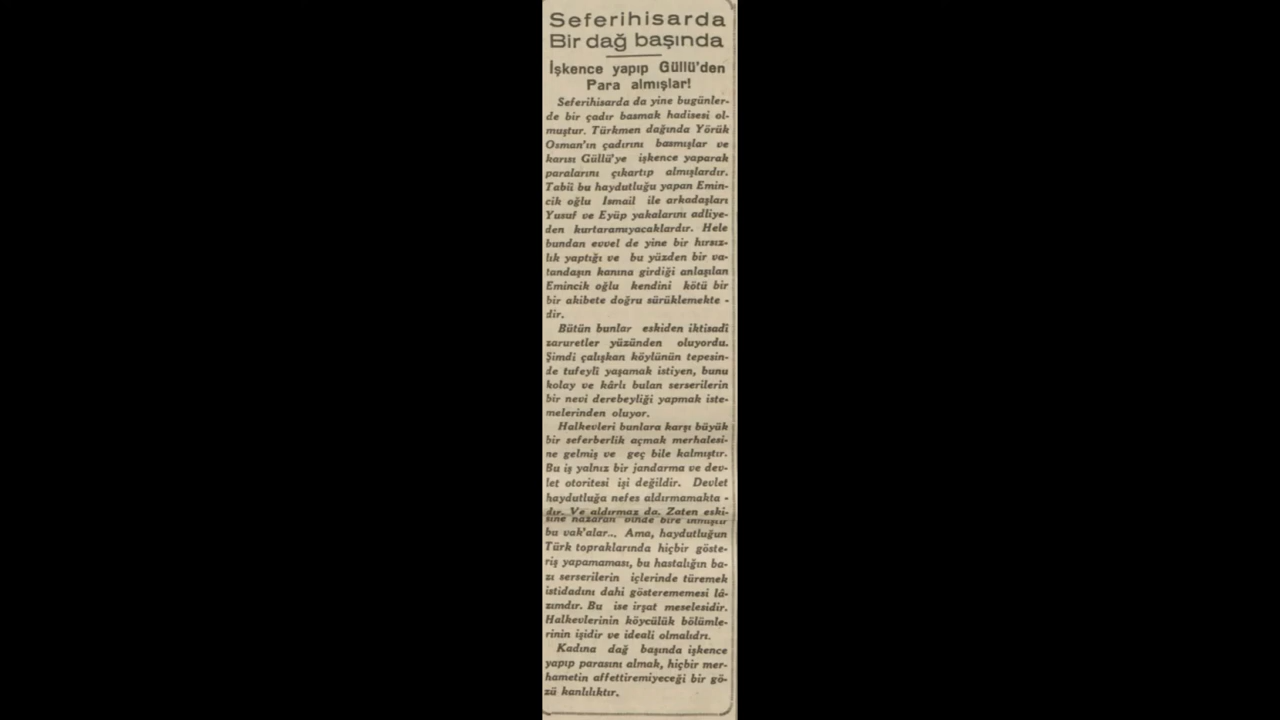 Seferihisarda
Bir dağ başında
İşkence yapıp Güllü'den
Para almışlar!
Seferihisarda da yine bugünler-
de bir çadır basmak hadisesi ol-
muştur. Türkmen dağında Yörük
Osman'ın çadırını basmışlar ve
karısı Güllü'ye işkence yaparak
paralarını çıkartıp almışlardır.
Tabiî bu haydutluğu yapan Emin-
cik oğlu Ismail ile arkadaşları
Yusuf ve Eyüp yakalarını adliye-
den kurtaramıyacaklardır. Hele
bundan evvel de yine bir hırsız-
lık yaptığı ve bu yüzden bir va-
tandaşın kanına girdiği anlaşılan
Emincik oğlu kendini kötü bir
bir akibete doğru sürüklemekte -
dir.
Bütün bunlar eskiden iktisadî
zaruretler yüzünden oluyordu.
Şimdi çalışkan köylünün tepesin-
de tufeylî yaşamak istiyen, bunu
kolay ve kârlı bulan serserilerin
bir nevi derebeyliği yapmak iste-
melerinden oluyor.
Halkevleri bunlara karşı büyük
bir seferberlik açmak merhalesi-
ne gelmiş ve geç bile kalmıştır.
Bu iş yalnız bir jandarma ve dev-
let otoritesi işi değildir. Devlet
haydutluğa nefes aldırmamakta -
dır. Ve aldırmaz da. Zaten eski-
sine nazaran binde bire inmiştir
bu vak'alar... Ama, haydutluğun
Türk topraklarında hiçbir göste-
riş yapamaması, bu hastalığın ba-
zı serserilerin içlerinde türemek
istidadını dahi gösterememesi lâ-
zımdır. Bu ise irşat meselesidir.
Halkevlerinin köycülük bölümle-
rinin işidir ve ideali olmalıdrı.
Kadına dağ başında işkence
yapıp parasını almak, hiçbir mer-
hametin affettiremiyeceği bir gö-
zü kanlılıktır.